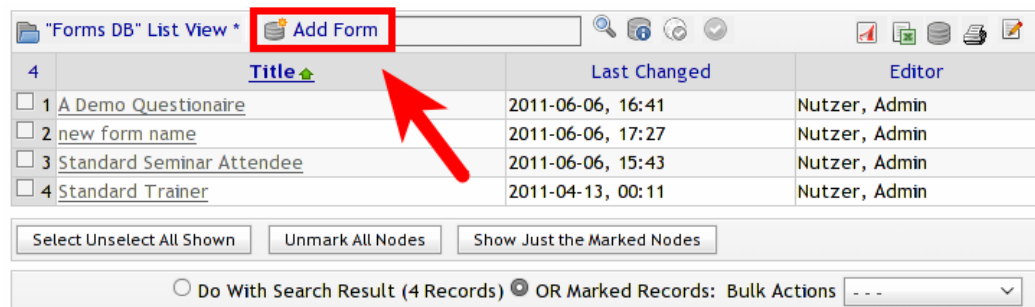 "Forms DB" List View * Add Form
4 Title Last Changed Editor
1 A Demo Questionaire 2011-06-06, 16:41 Nutzer, Admin
2 new form name 2011-06-06, 17:27 Nutzer, Admin
3 Standard Seminar Attendee 2011-06-06, 15:43 Nutzer, Admin
4 Standard Trainer 2011-04-13, 00:11 Nutzer, Admin
Select Unselect All Shown Unmark All Nodes Show Just the Marked Nodes
Do With Search Result (4 Records) OR Marked Records: Bulk Actions ---